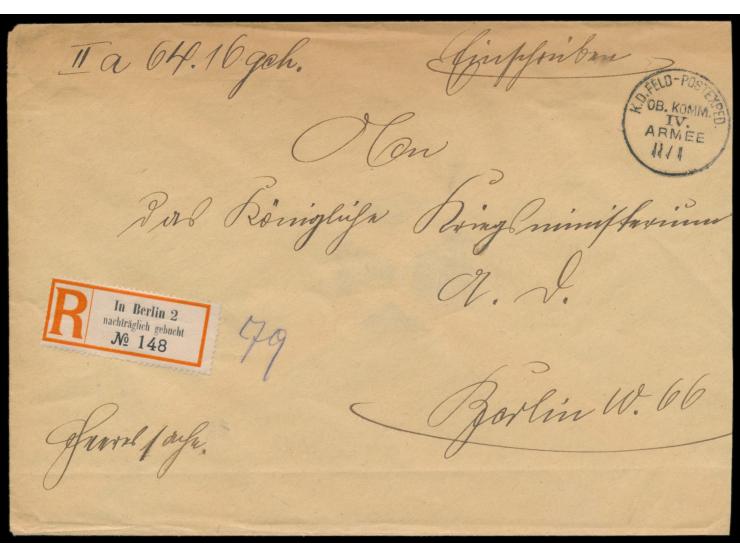 II a 64.16 geh.
Einschreiben
K.D. FELD-POSTEXPED.
OB. KOMM.
IV.
ARMEE
An
das Königliche Kriegsministerium
A. D.
R
In Berlin 2
nachträglich gebucht
№ 148
79
Berlin W. 66
Heeressache.